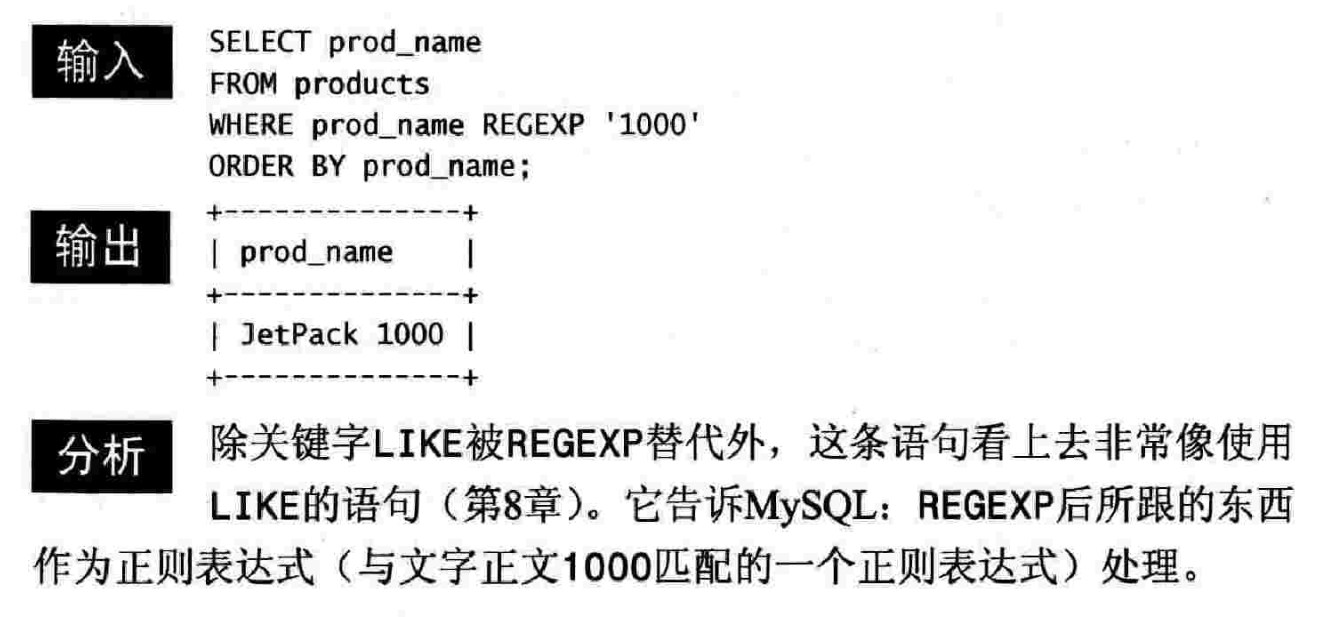 输入
SELECT prod_name
FROM products
WHERE prod_name REGEXP '1000'
ORDER BY prod_name;
输出
+--------------+
| prod_name    |
+--------------+
| JetPack 1000 |
+--------------+
分析
除关键字LIKE被REGEXP替代外，这条语句看上去非常像使用
LIKE的语句（第8章）。它告诉MySQL：REGEXP后所跟的东西
作为正则表达式（与文字正文1000匹配的一个正则表达式）处理。